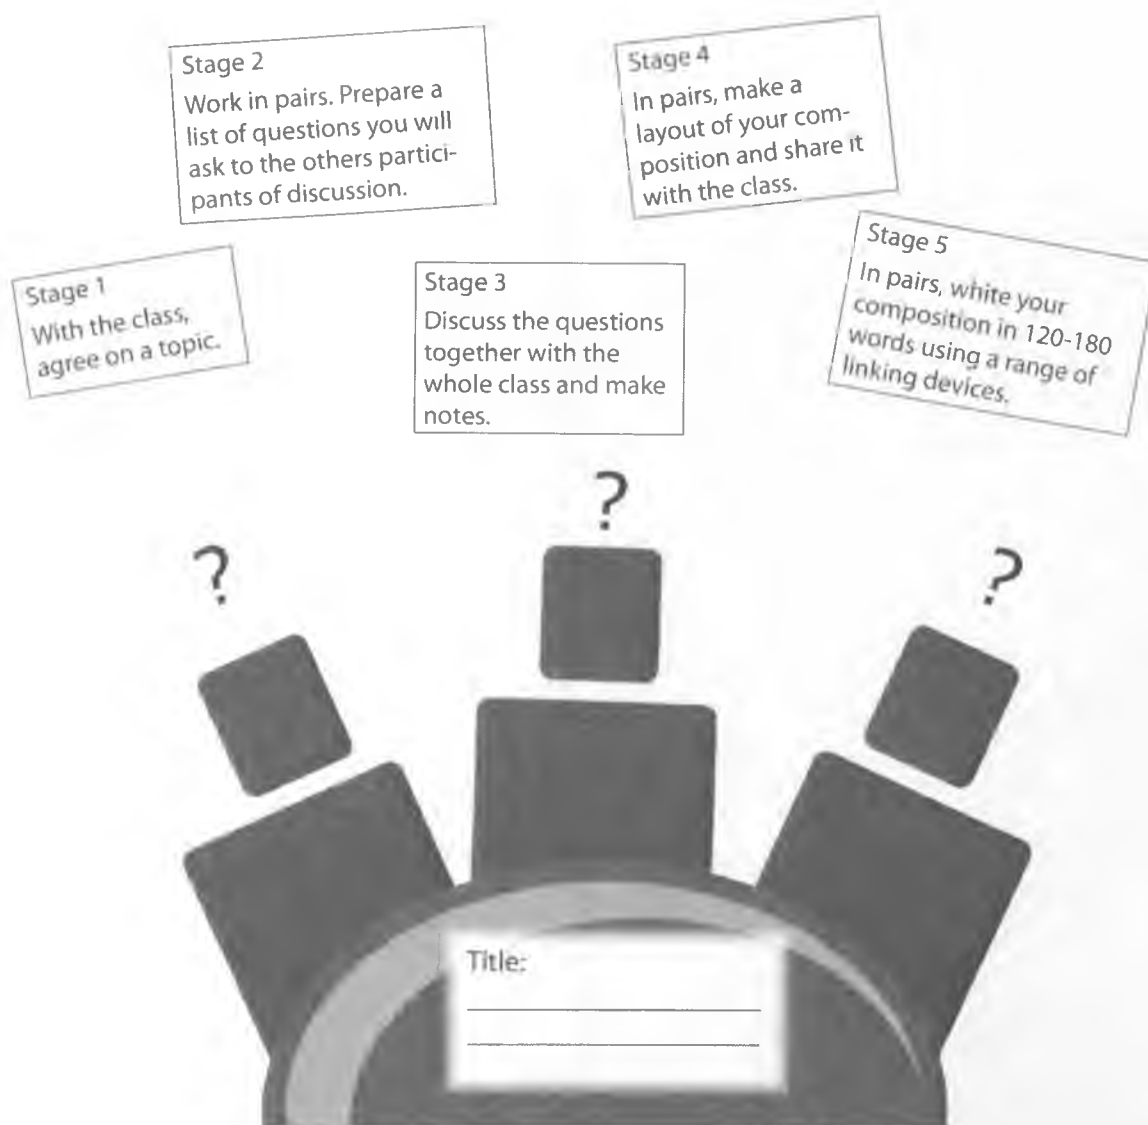 Stage 1
With the class,
agree on a topic.
Stage 2
Work in pairs. Prepare a
list of questions you will
ask to the others partici-
pants of discussion.
Stage 3
Discuss the questions
together with the
whole class and make
notes.
Stage 4
In pairs, make a
layout of your com-
position and share it
with the class.
Stage 5
In pairs, white your
composition in 120-180
words using a range of
linking devices.
?
?
?
Title: